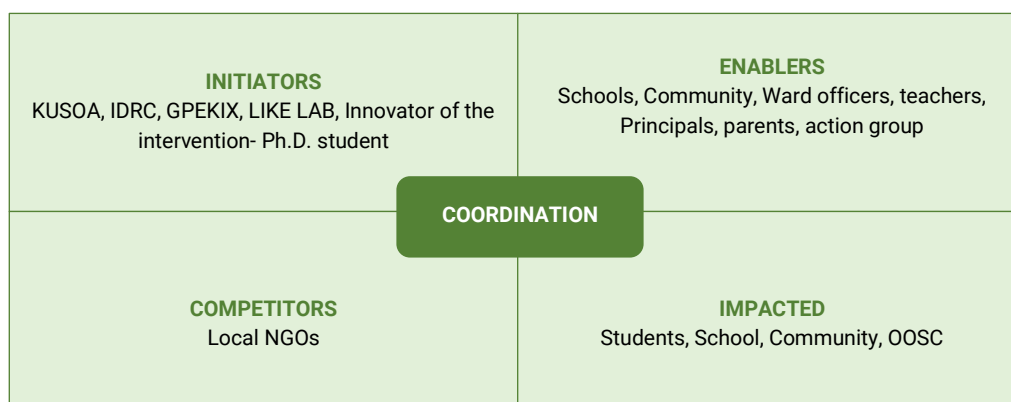 INITIATORS
KUSOA, IDRC, GPEKIX, LIKE LAB, Innovator of the
intervention- Ph.D. student
ENABLERS
Schools, Community, Ward officers, teachers,
Principals, parents, action group
COORDINATION
COMPETITORS
Local NGOs
IMPACTED
Students, School, Community, OOSC